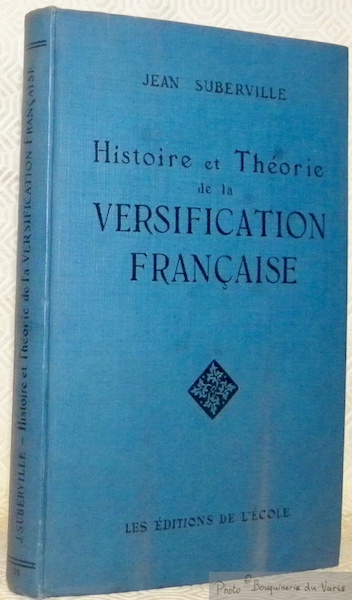 JEAN SUBERVILLE
Histoire et Théorie
de la
VERSIFICATION
FRANÇAISE
LES ÉDITIONS DE L'ÉCOLE
J. SUBERVILLE - Histoire et Théorie de la VERSIFICATION FRANÇAISE
Photo © Bouquinerie du Varis